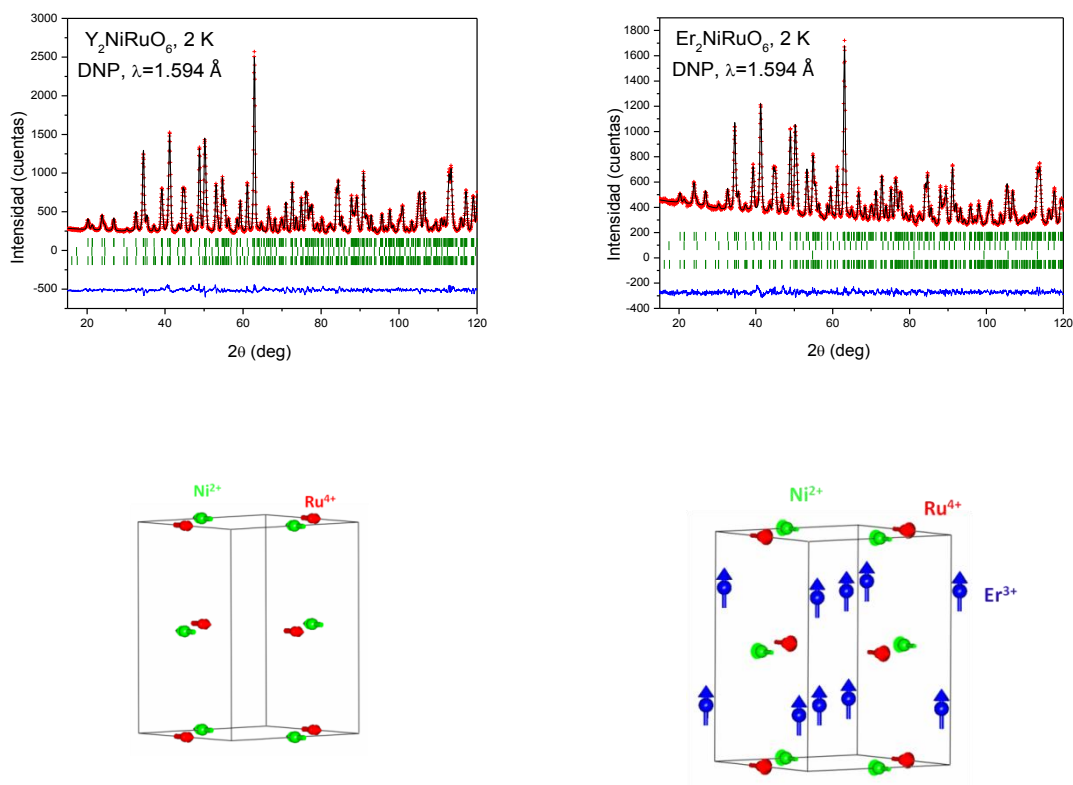 3000
2500
2000
1500
1000
500
0
-500
Intensidad (cuentas)
Y₂NiRuO₆, 2 K
DNP, λ=1.594 Å
20 40 60 80 100 120
2θ (deg)
1800
1600
1400
1200
1000
800
600
400
200
0
-200
-400
Intensidad (cuentas)
Er₂NiRuO₆, 2 K
DNP, λ=1.594 Å
20 40 60 80 100 120
2θ (deg)
Ni²⁺
Ru⁴⁺
Ni²⁺
Ru⁴⁺
Er³⁺